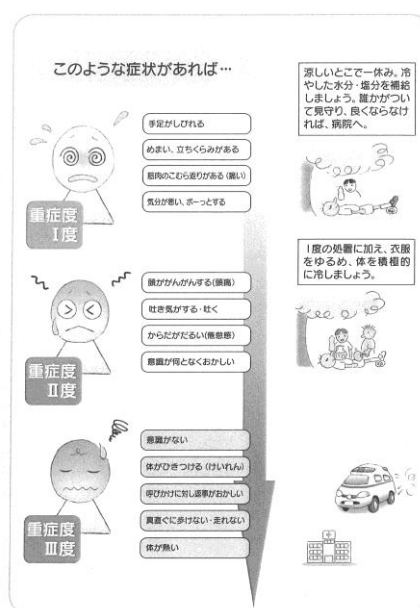 このような症状があれば…
手足がしびれる
めまい、立ちくらみがある
筋肉のこむら返りがある（痛い）
気分が悪い、ボーっとする
重症度
I度
涼しいとこで一休み。冷
やした水分・塩分を補給
しましょう。誰かがつい
て見守り、良くならなけ
れば、病院へ。
頭ががんがんする(頭痛)
吐き気がする・吐く
からだがだるい(倦怠感)
意識が何となくおかしい
重症度
II度
I度の処置に加え、衣服
をゆるめ、体を積極的
に冷しましょう。
意識がない
体がひきつける（けいれん）
呼びかけに対し返事がおかしい
真直ぐに歩けない・走れない
体が熱い
重症度
III度